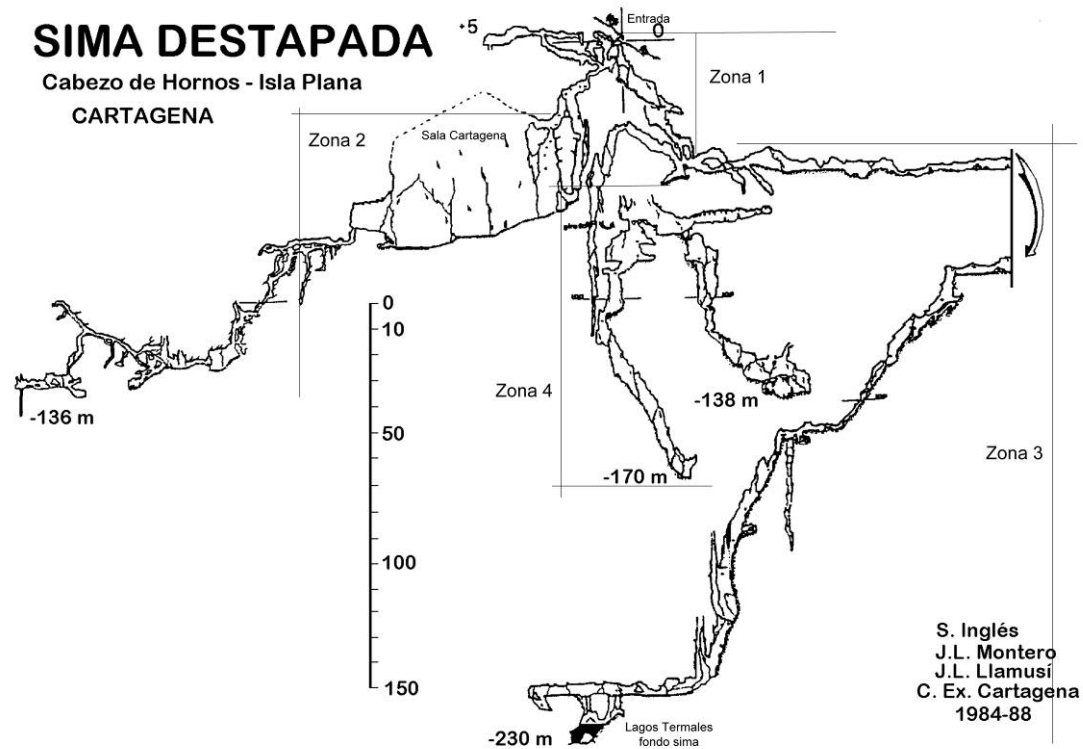 SIMA DESTAPADA
Cabezo de Hornos - Isla Plana
CARTAGENA
+5
Entrada
0
Zona 1
Zona 2
Sala Cartagena
0
10
50
100
150
-136 m
Zona 4
-138 m
-170 m
Zona 3
-230 m
Lagos Termales
fondo sima
S. Inglés
J.L. Montero
J.L. Llamusí
C. Ex. Cartagena
1984-88